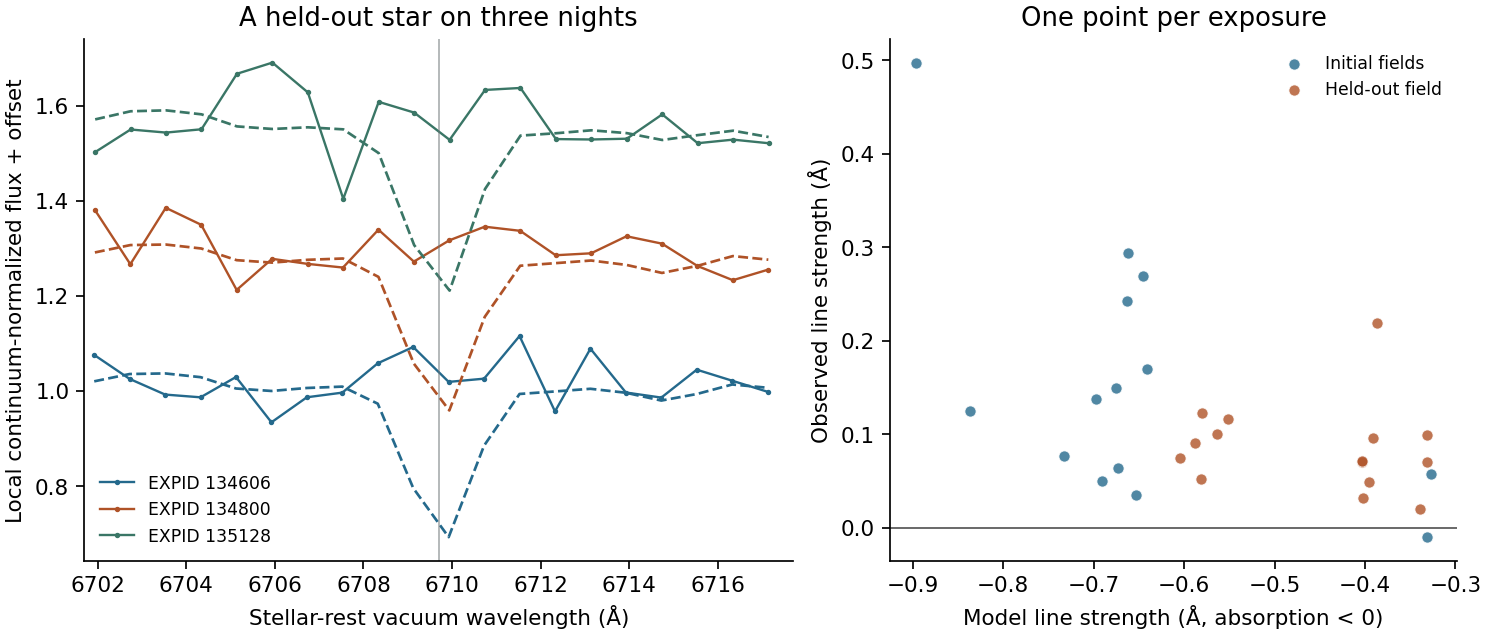 A held-out star on three nights
Local continuum-normalized flux + offset
1.6
1.4
1.2
1.0
0.8
EXPID 134606
EXPID 134800
EXPID 135128
6702 6704 6706 6708 6710 6712 6714 6716
Stellar-rest vacuum wavelength (Å)
One point per exposure
Observed line strength (Å)
0.5
0.4
0.3
0.2
0.1
0.0
Initial fields
Held-out field
−0.9 −0.8 −0.7 −0.6 −0.5 −0.4 −0.3
Model line strength (Å, absorption < 0)